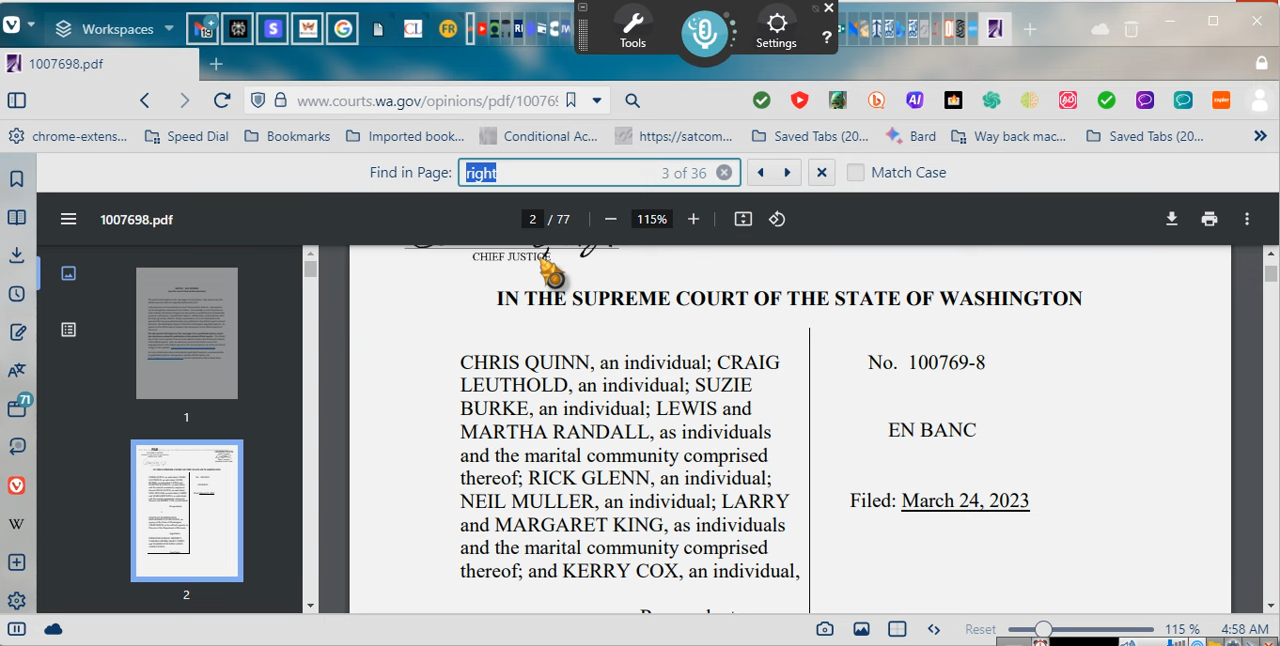 19
S
CL
FR
Workspaces
Tools
Settings
?
1007698.pdf
www.courts.wa.gov/opinions/pdf/10076
chrome-extens...
Speed Dial
Bookmarks
Imported book...
Conditional Ac...
https://satcom...
Saved Tabs (20...
Bard
Way back mac...
Saved Tabs (20...
Find in Page:
right
3 of 36
Match Case
1007698.pdf
2 / 77
115%
CHIEF JUSTICE
IN THE SUPREME COURT OF THE STATE OF WASHINGTON
CHRIS QUINN, an individual; CRAIG
LEUTHOLD, an individual; SUZIE
BURKE, an individual; LEWIS and
MARTHA RANDALL, as individuals
and the marital community comprised
thereof; RICK GLENN, an individual;
NEIL MULLER, an individual; LARRY
and MARGARET KING, as individuals
and the marital community comprised
thereof; and KERRY COX, an individual,
No. 100769-8
EN BANC
Filed: March 24, 2023
1
2
71
W
Reset
115 %
4:58 AM